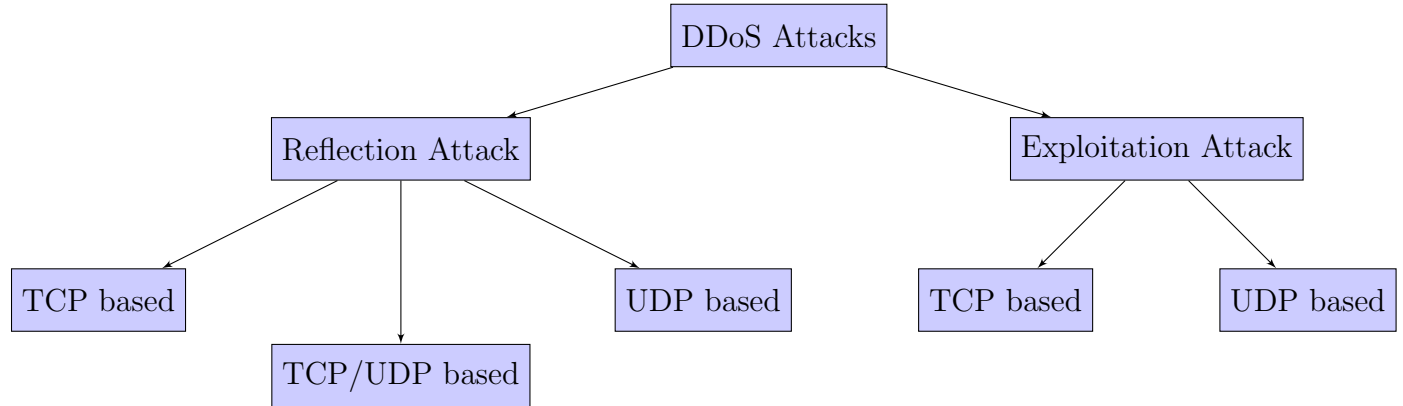 DDoS Attacks
Reflection Attack
Exploitation Attack
TCP based
UDP based
TCP based
UDP based
TCP/UDP based